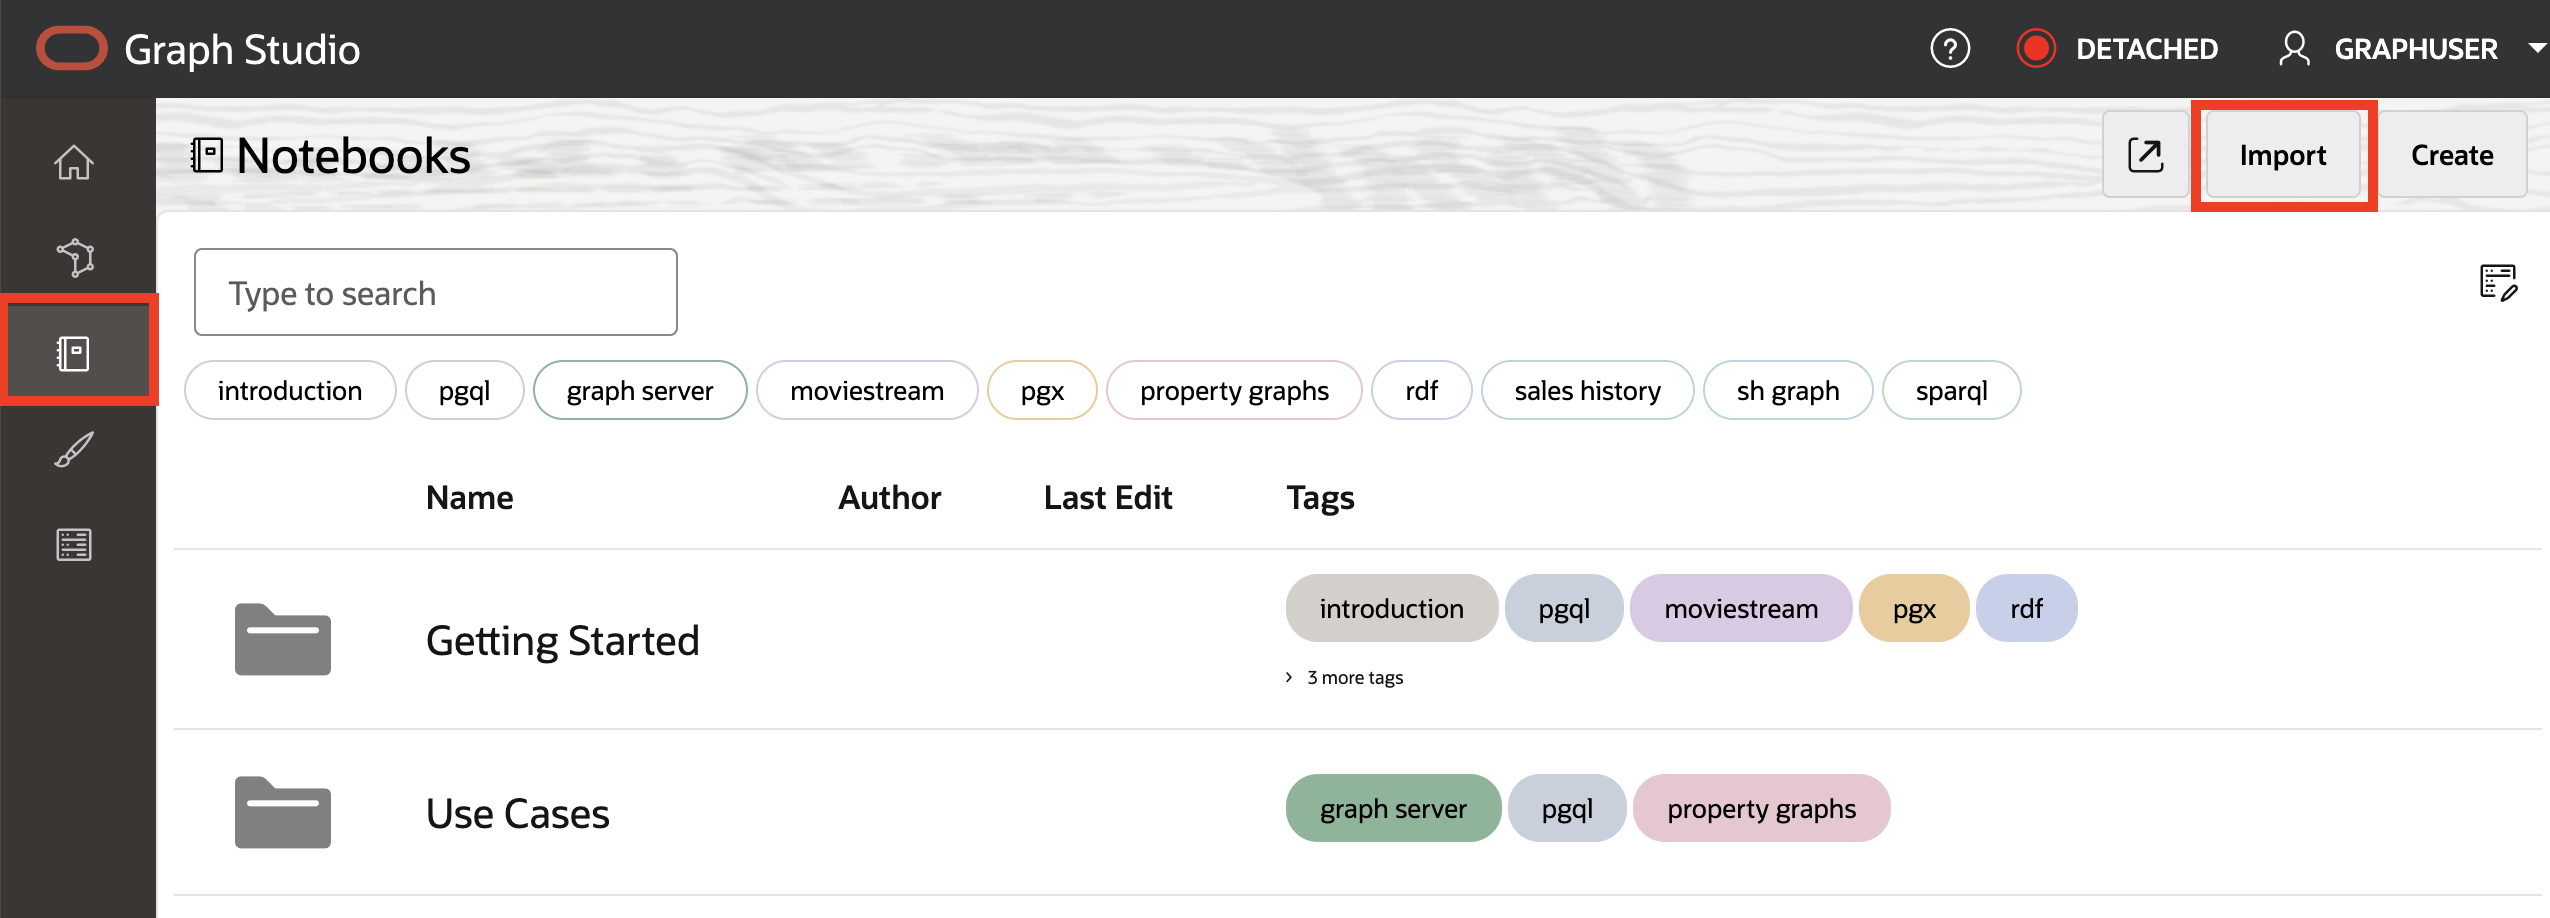 Graph Studio
DETACHED GRAPHUSER
Notebooks
Import Create
Type to search
introduction pgql graph server moviestream pgx property graphs rdf sales history sh graph sparql
Name Author Last Edit Tags
Getting Started introduction pgql moviestream pgx rdf
3 more tags
Use Cases graph server pgql property graphs